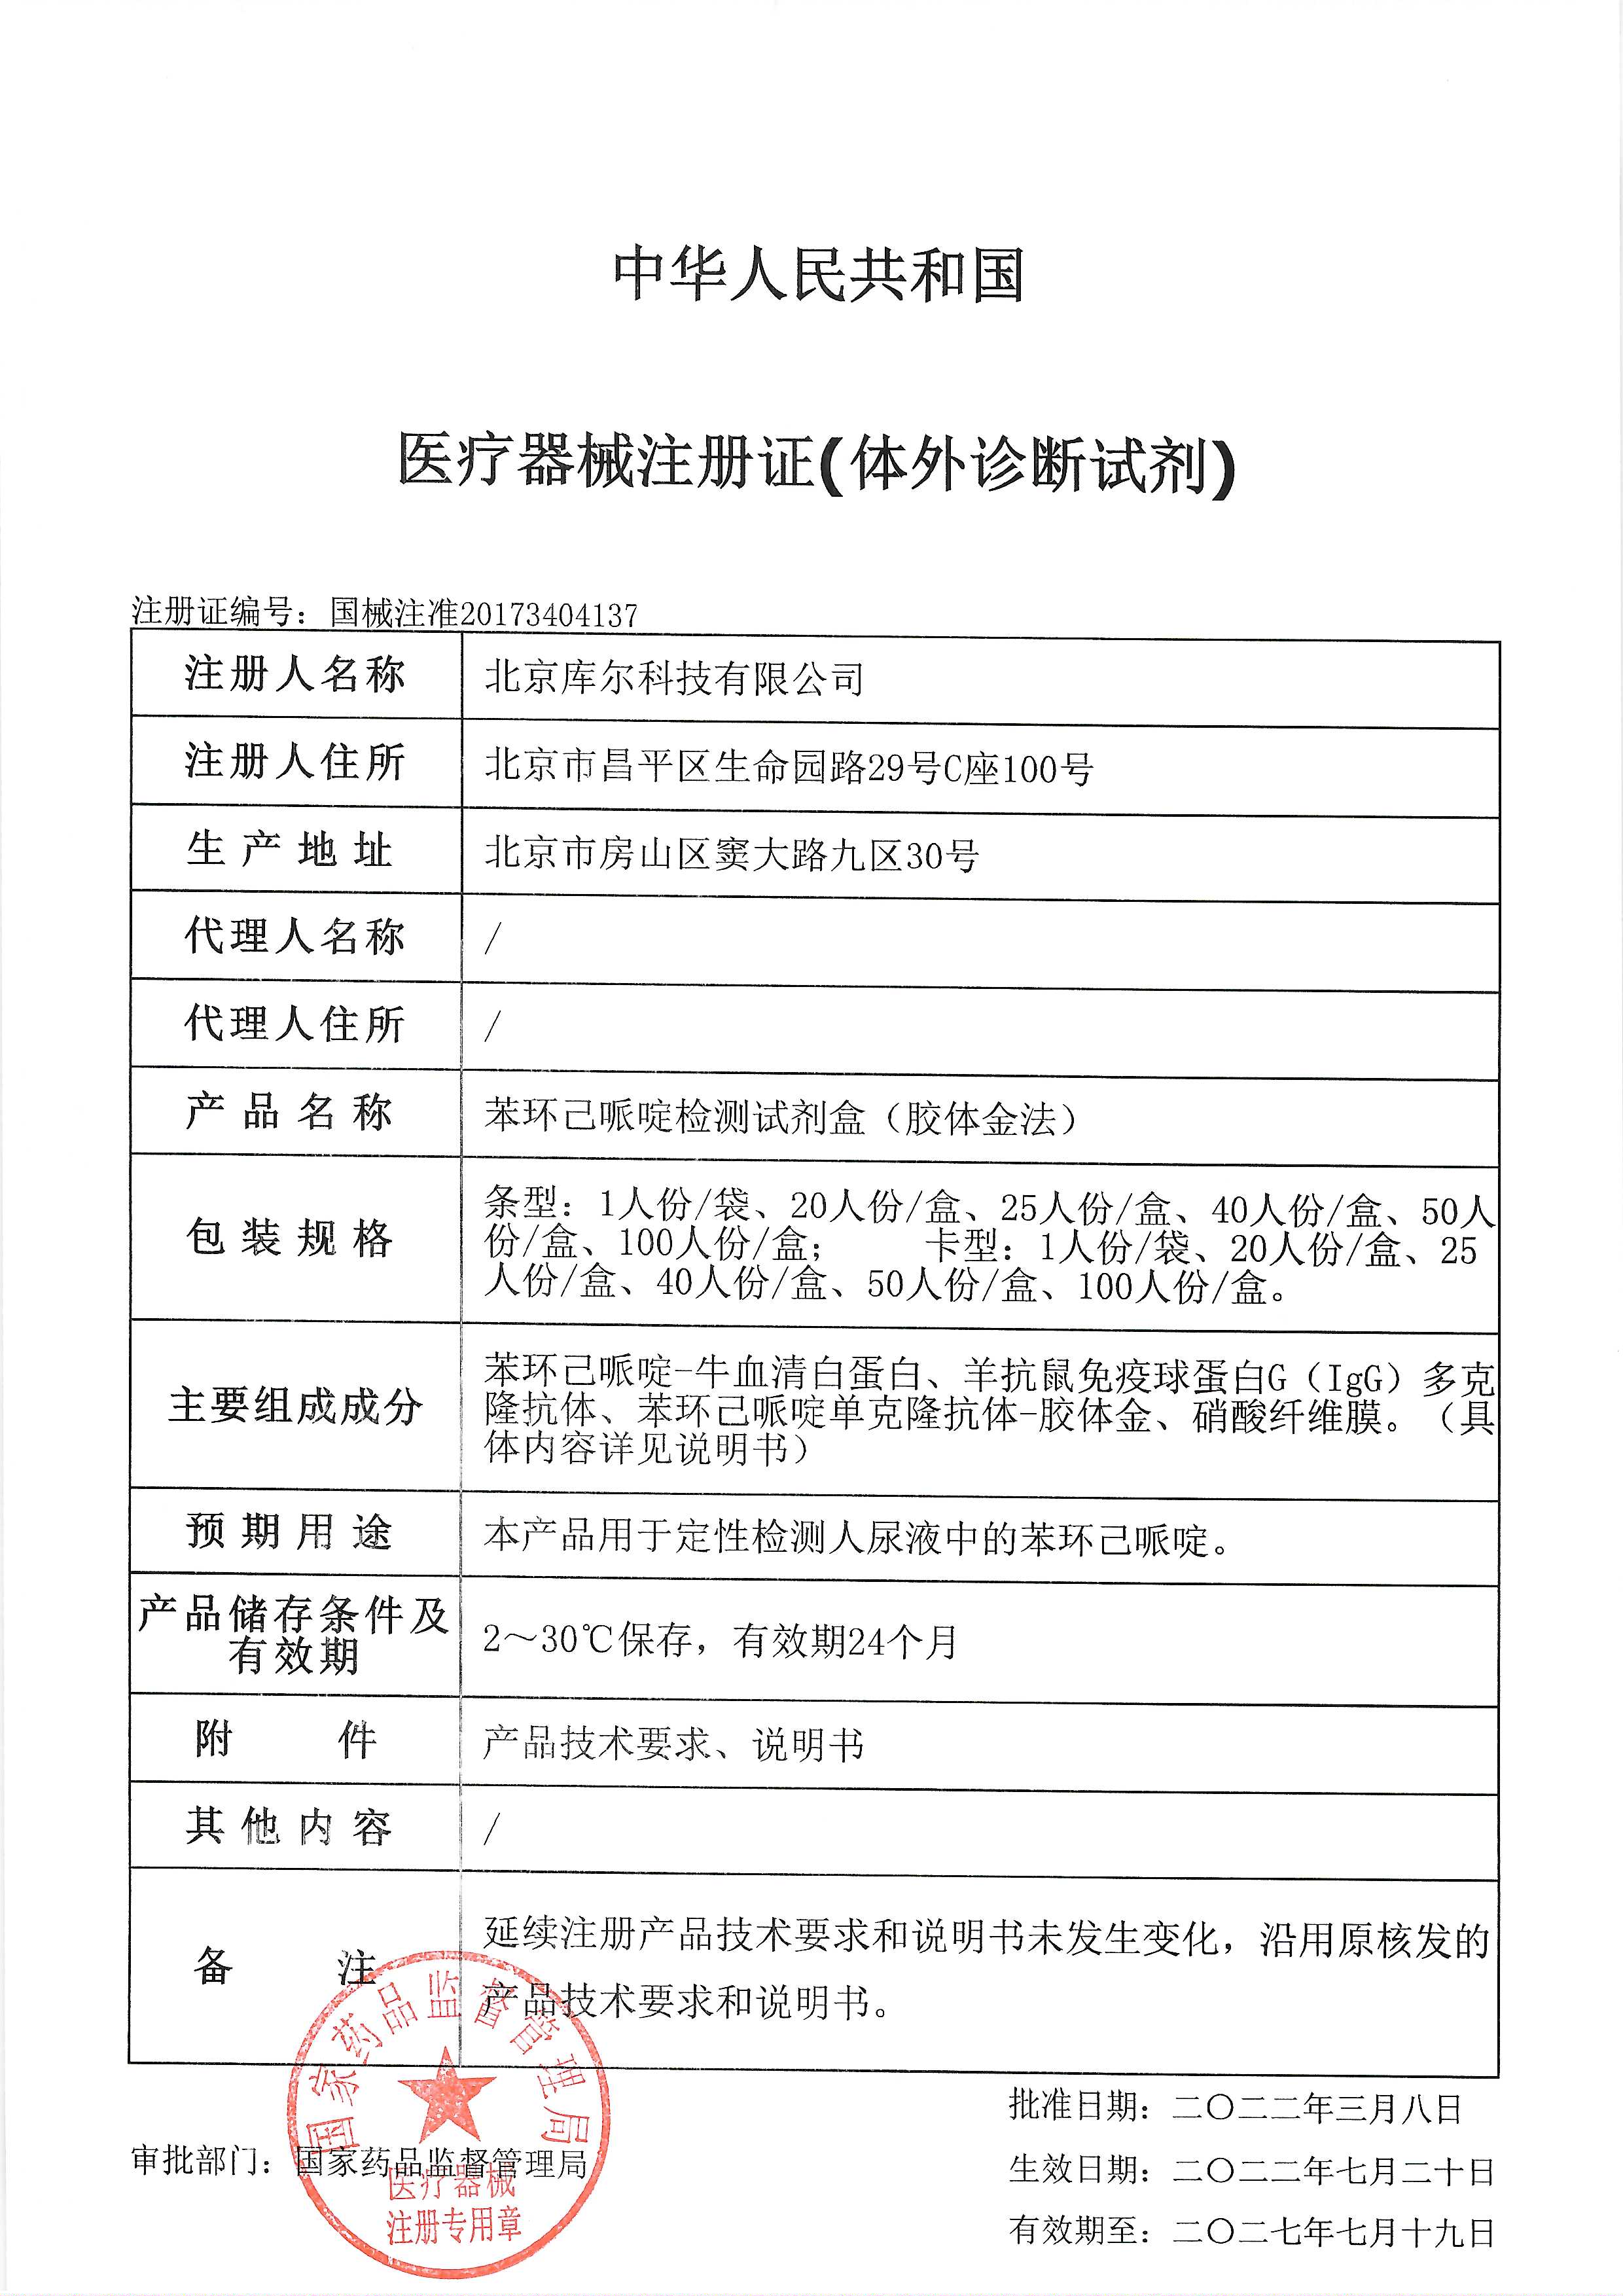 中华人民共和国
医疗器械注册证(体外诊断试剂)
注册证编号：国械注准20173404137
注册人名称
北京库尔科技有限公司
注册人住所
北京市昌平区生命园路29号C座100号
生产地址
北京市房山区窦大路九区30号
代理人名称
/
代理人住所
/
产品名称
苯环己哌啶检测试剂盒（胶体金法）
包装规格
条型：1人份/袋、20人份/盒、25人份/盒、40人份/盒、50人
份/盒、100人份/盒； 卡型：1人份/袋、20人份/盒、25
人份/盒、40人份/盒、50人份/盒、100人份/盒。
主要组成成分
苯环己哌啶-牛血清白蛋白、羊抗鼠免疫球蛋白G（IgG）多克
隆抗体、苯环己哌啶单克隆抗体-胶体金、硝酸纤维膜。（具
体内容详见说明书）
预期用途
本产品用于定性检测人尿液中的苯环己哌啶。
产品储存条件及
有效期
2～30℃保存，有效期24个月
附件
产品技术要求、说明书
其他内容
/
备注
延续注册产品技术要求和说明书未发生变化，沿用原核发的
产品技术要求和说明书。
批准日期：二〇二二年三月八日
审批部门：国家药品监督管理局
生效日期：二〇二二年七月二十日
有效期至：二〇二七年七月十九日
国家药品监督管理局
医疗器械
注册专用章